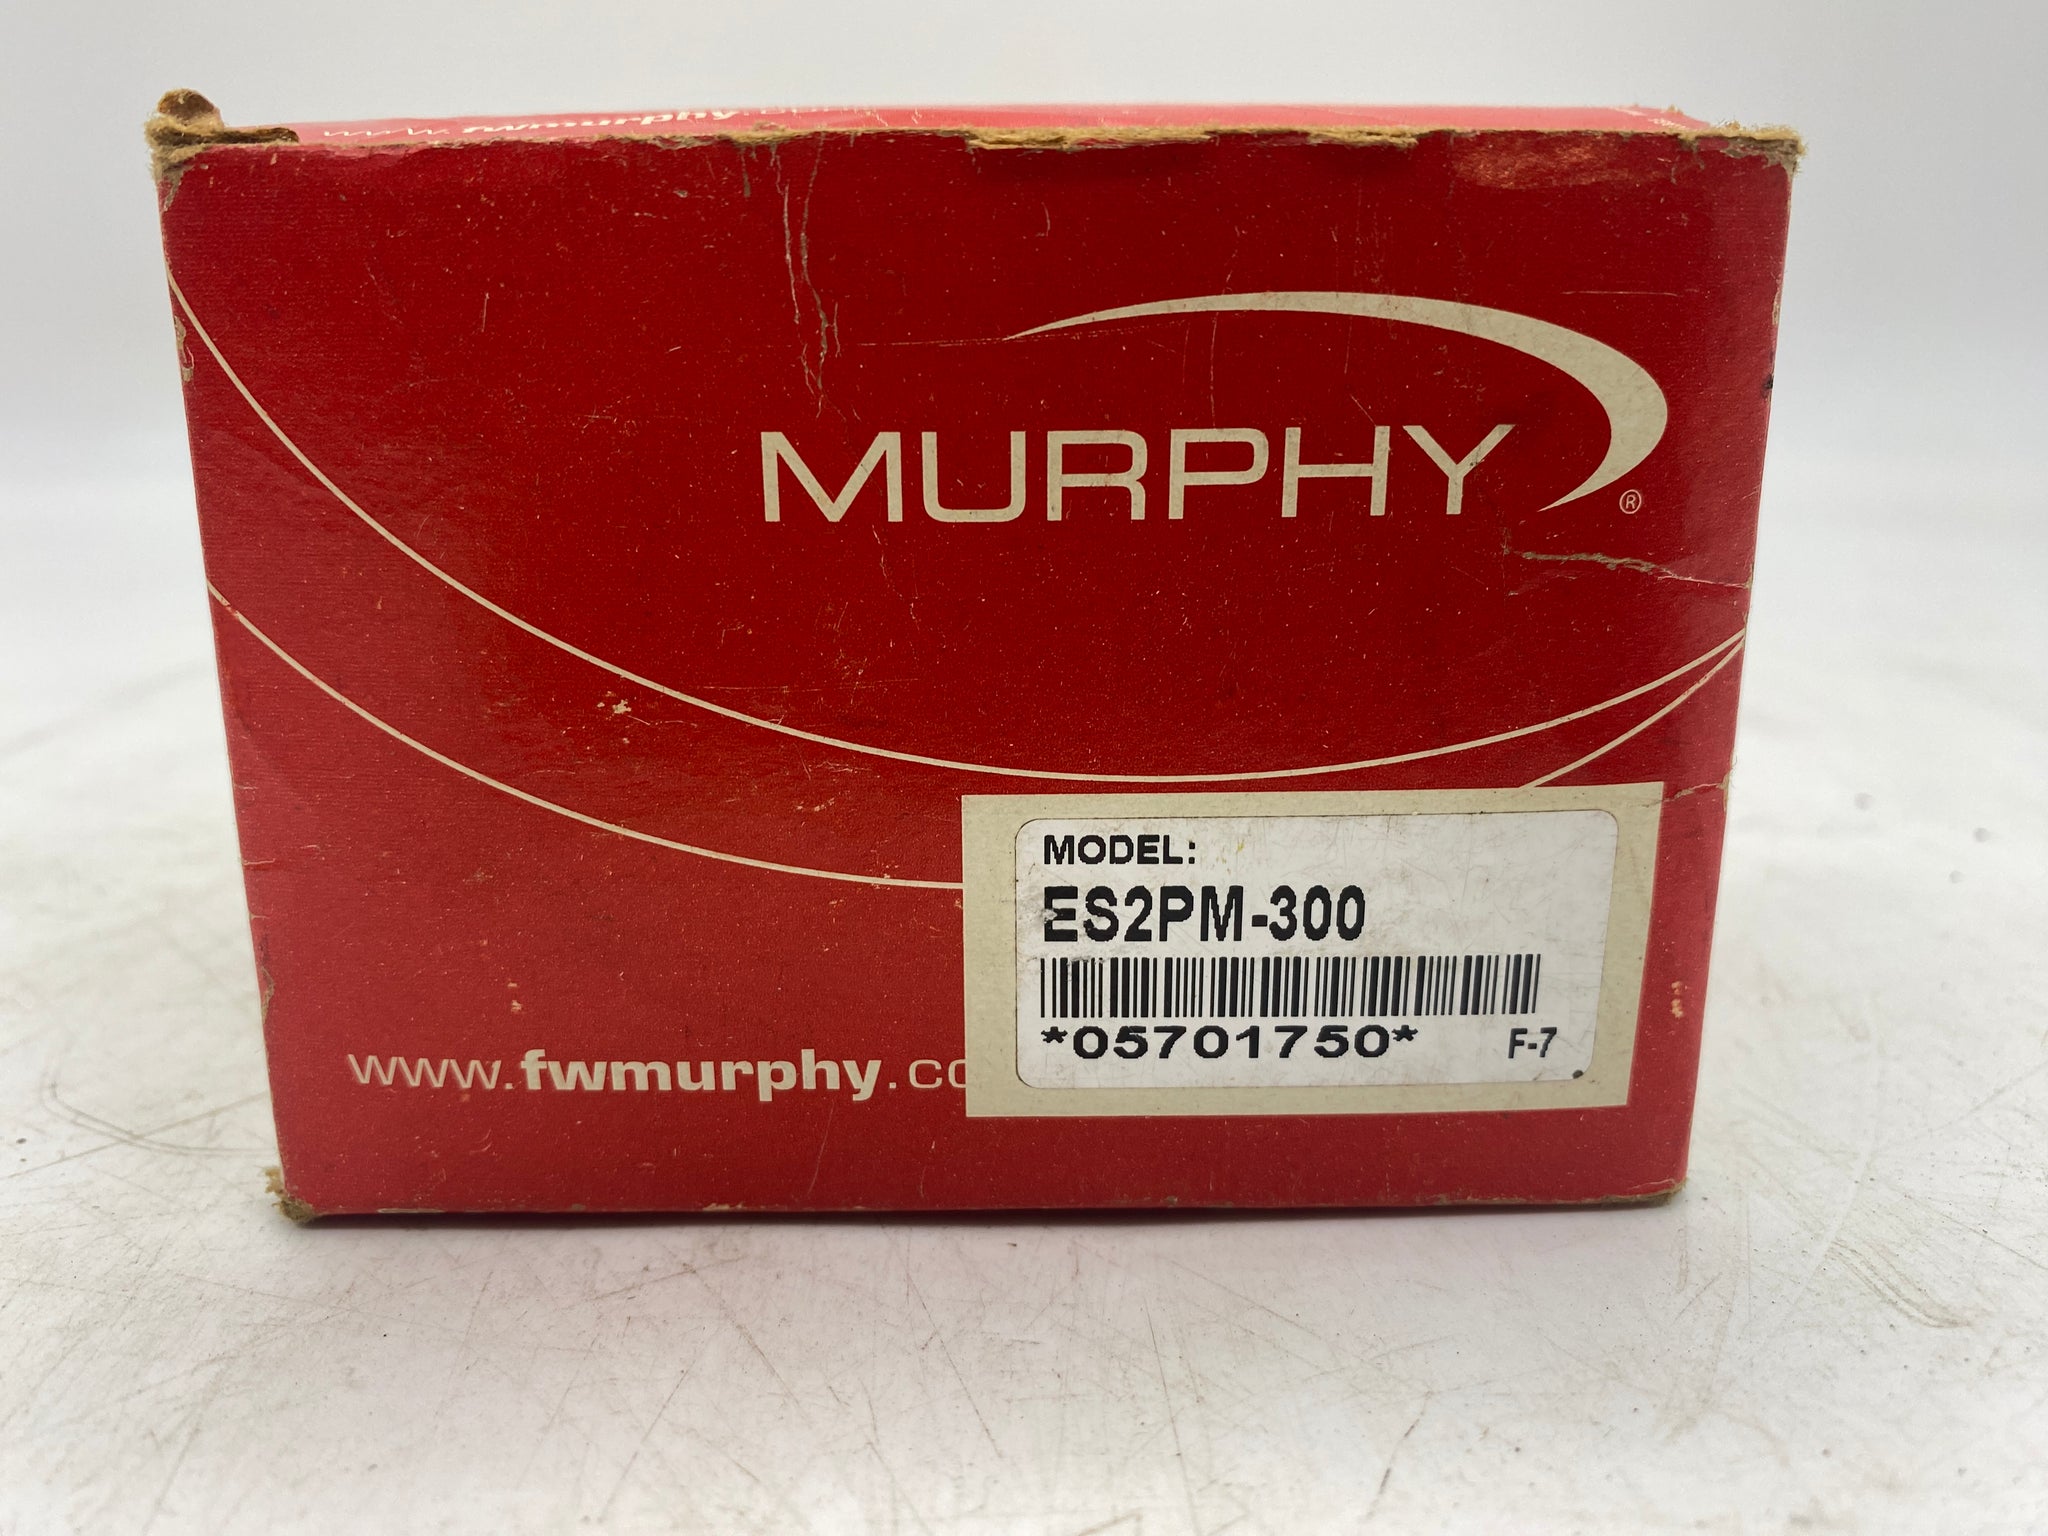 www.fwmurphy.com
MURPHY
®
MODEL:
ES2PM-300
*05701750*
F-7
www.fwmurphy.co